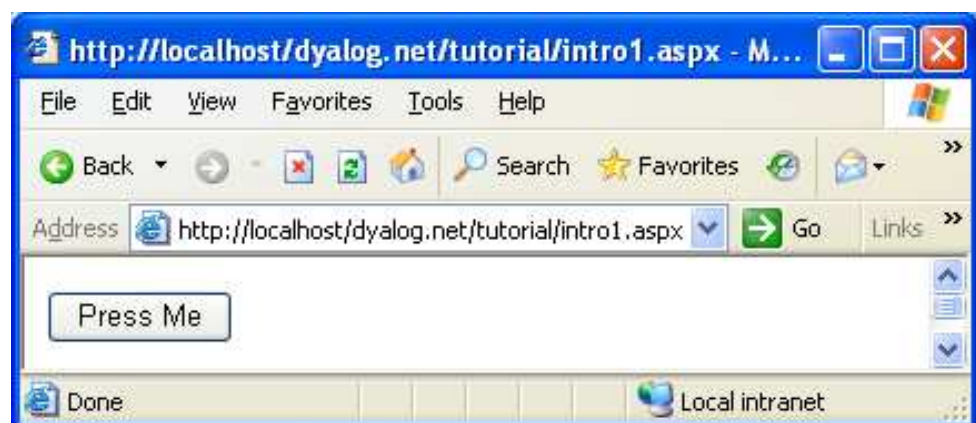 http://localhost/dyalog.net/tutorial/intro1.aspx - M...
File Edit View Favorites Tools Help
Back Search Favorites »
Address http://localhost/dyalog.net/tutorial/intro1.aspx Go Links »
Press Me
Done Local intranet